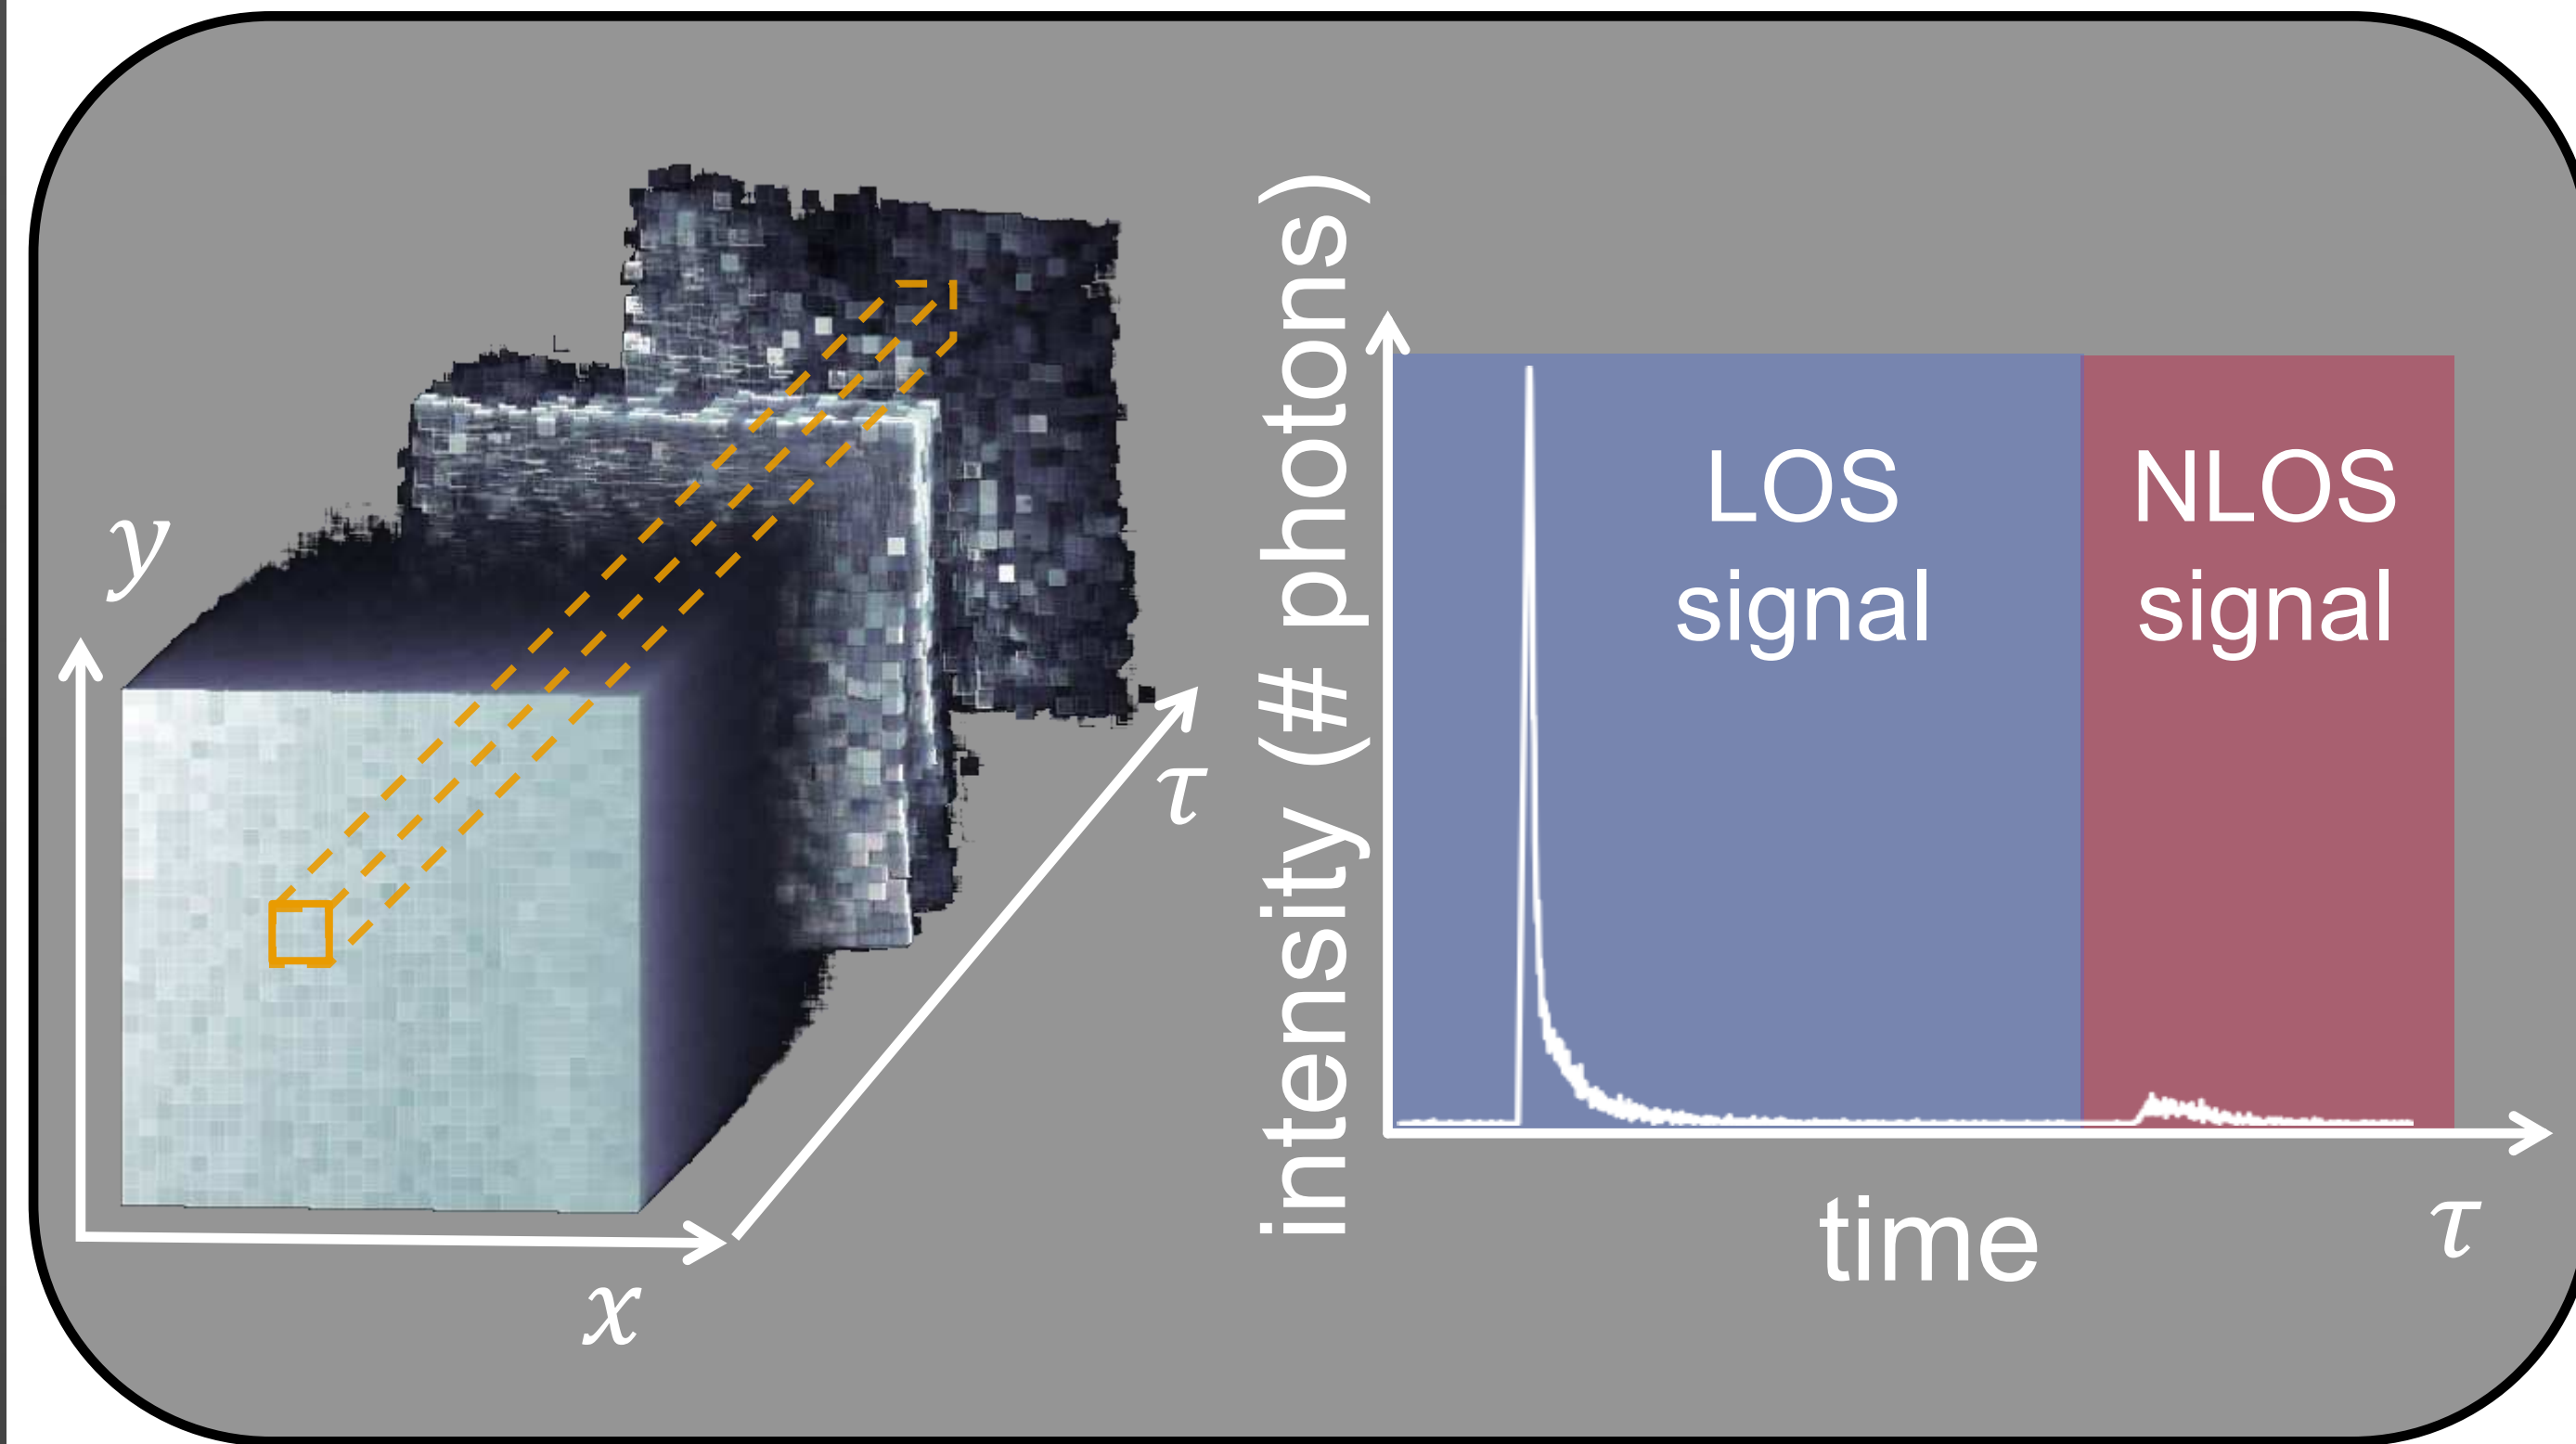 y
x
τ
intensity (# photons)
LOS
signal
NLOS
signal
time
τ